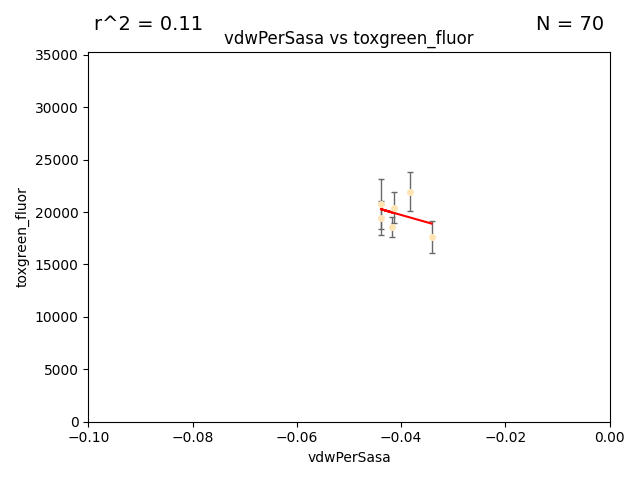 r^2 = 0.11
N = 70
vdwPerSasa vs toxgreen_fluor
35000
30000
25000
20000
15000
10000
5000
0
toxgreen_fluor
−0.10
−0.08
−0.06
−0.04
−0.02
0.00
vdwPerSasa